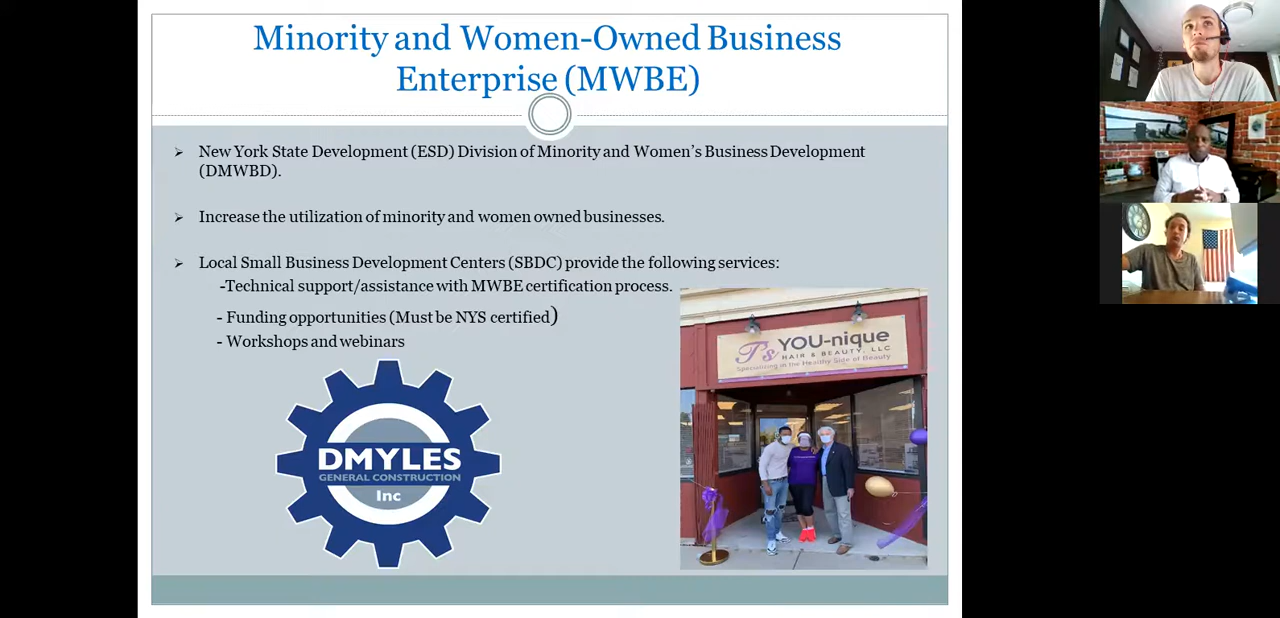 Minority and Women-Owned Business
Enterprise (MWBE)
➢ New York State Development (ESD) Division of Minority and Women's Business Development
(DMWBD).
➢ Increase the utilization of minority and women owned businesses.
➢ Local Small Business Development Centers (SBDC) provide the following services:
-Technical support/assistance with MWBE certification process.
- Funding opportunities (Must be NYS certified)
- Workshops and webinars
DMYLES
GENERAL CONSTRUCTION
Inc
T's YOU-nique
HAIR & BEAUTY, LLC
Specializing in the Healthy Side of Beauty